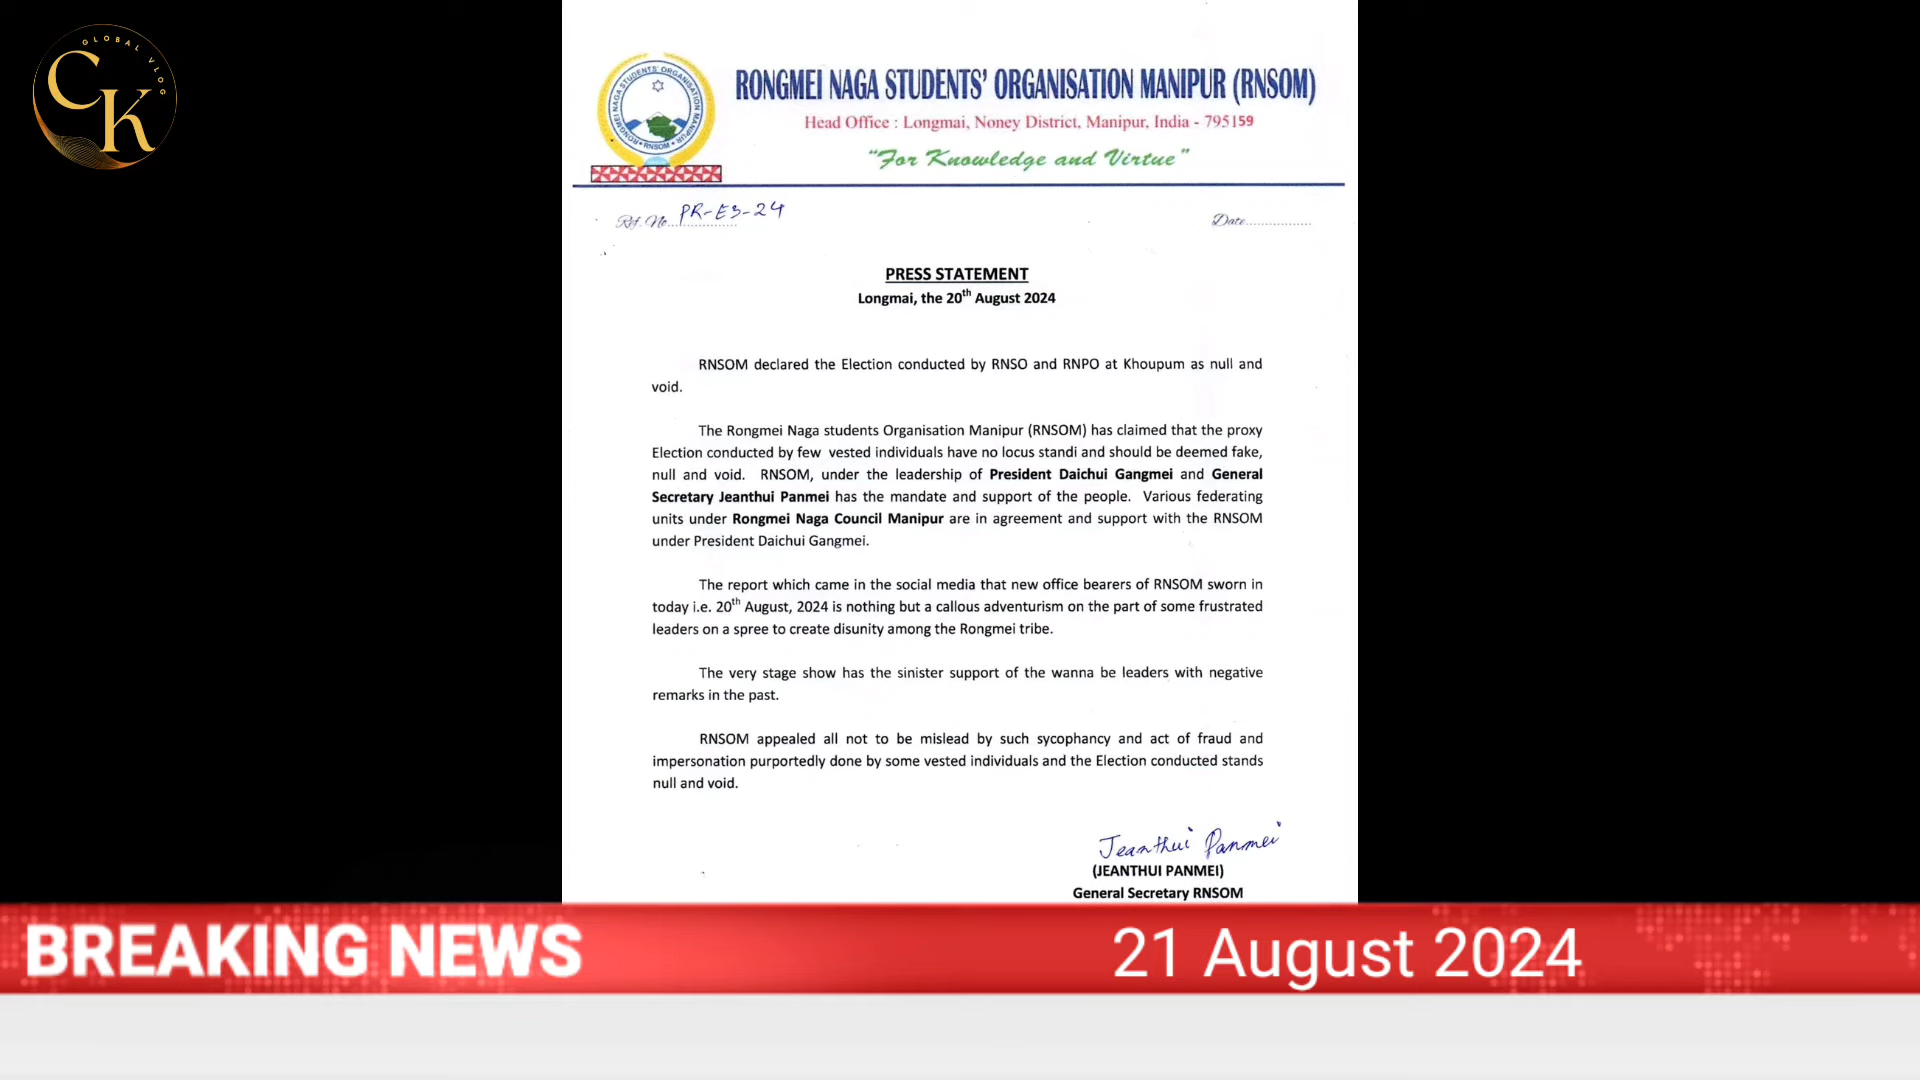 GLOBAL VLOG
CK
RONGMEI NAGA STUDENTS' ORGANISATION MANIPUR (RNSOM)
Head Office : Longmai, Noney District, Manipur, India - 795159
"For Knowledge and Virtue"
RONGMEI NAGA STUDENTS' ORGANISATION MANIPUR
RNSOM
Ref. No. PR-E3-24
Date
PRESS STATEMENT
Longmai, the 20th August 2024
RNSOM declared the Election conducted by RNSO and RNPO at Khoupum as null and
void.
The Rongmei Naga students Organisation Manipur (RNSOM) has claimed that the proxy
Election conducted by few vested individuals have no locus standi and should be deemed fake,
null and void. RNSOM, under the leadership of President Daichui Gangmei and General
Secretary Jeanthui Panmei has the mandate and support of the people. Various federating
units under Rongmei Naga Council Manipur are in agreement and support with the RNSOM
under President Daichui Gangmei.
The report which came in the social media that new office bearers of RNSOM sworn in
today i.e. 20th August, 2024 is nothing but a callous adventurism on the part of some frustrated
leaders on a spree to create disunity among the Rongmei tribe.
The very stage show has the sinister support of the wanna be leaders with negative
remarks in the past.
RNSOM appealed all not to be mislead by such sycophancy and act of fraud and
impersonation purportedly done by some vested individuals and the Election conducted stands
null and void.
Jeanthui Panmei
(JEANTHUI PANMEI)
General Secretary RNSOM
BREAKING NEWS
21 August 2024